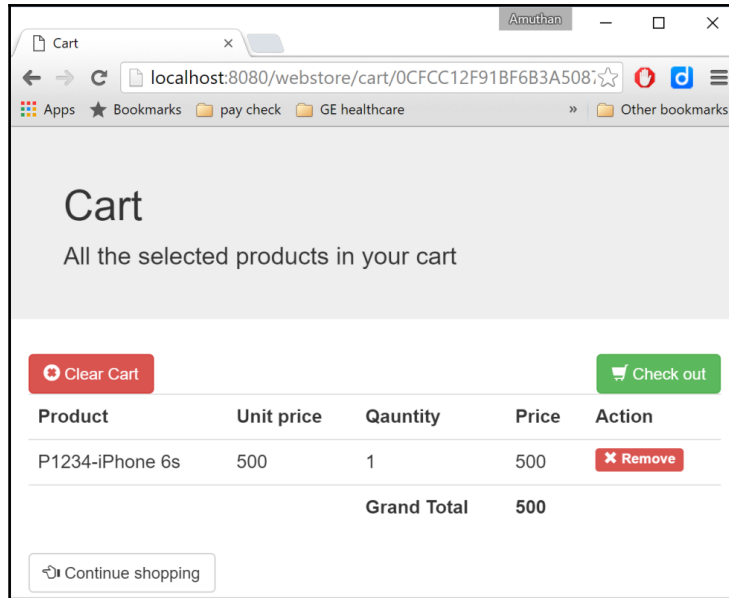 Amuthan
Cart
localhost:8080/webstore/cart/0CFCC12F91BF6B3A5087
Apps Bookmarks pay check GE healthcare » Other bookmarks
Cart
All the selected products in your cart
Clear Cart Check out
Product Unit price Qauntity Price Action
P1234-iPhone 6s 500 1 500 Remove
Grand Total 500
Continue shopping